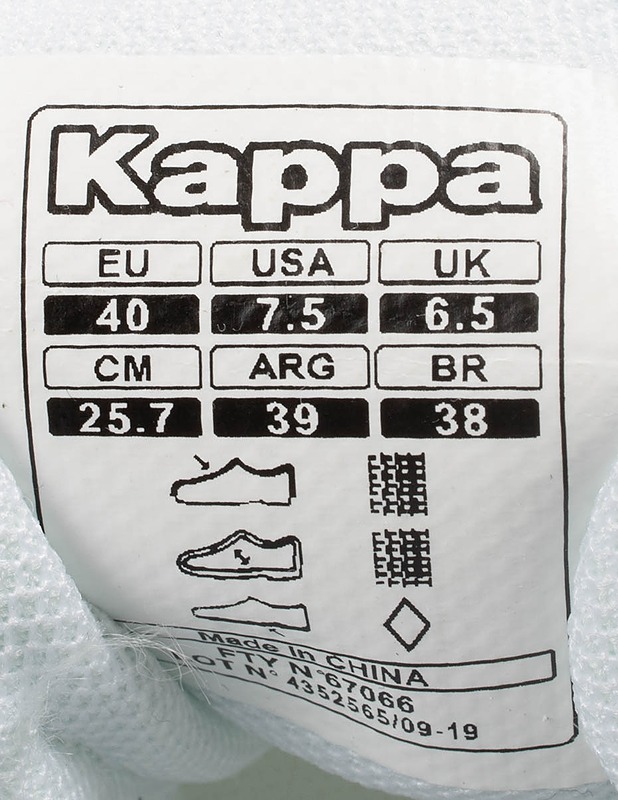 Kappa
EU USA UK
40 7.5 6.5
CM ARG BR
25.7 39 38
Made In CHINA
FTY N° 67066
OT N° 4352565/09-19